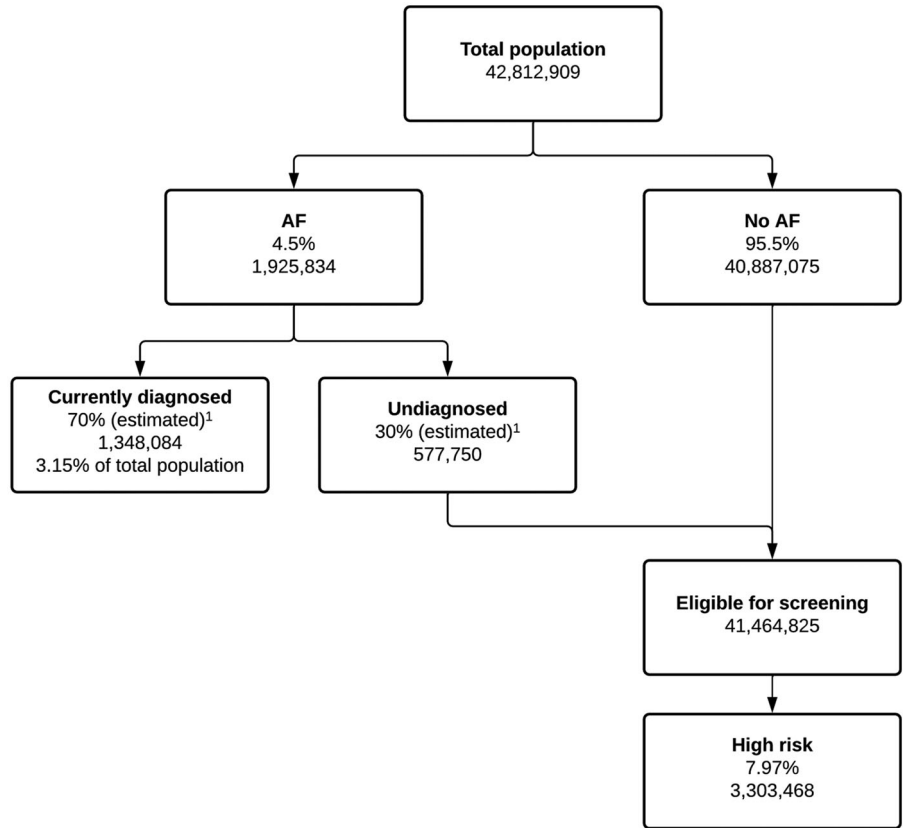 Total population
42,812,909
AF
4.5%
1,925,834
No AF
95.5%
40,887,075
Currently diagnosed
70% (estimated)¹
1,348,084
3.15% of total population
Undiagnosed
30% (estimated)¹
577,750
Eligible for screening
41,464,825
High risk
7.97%
3,303,468